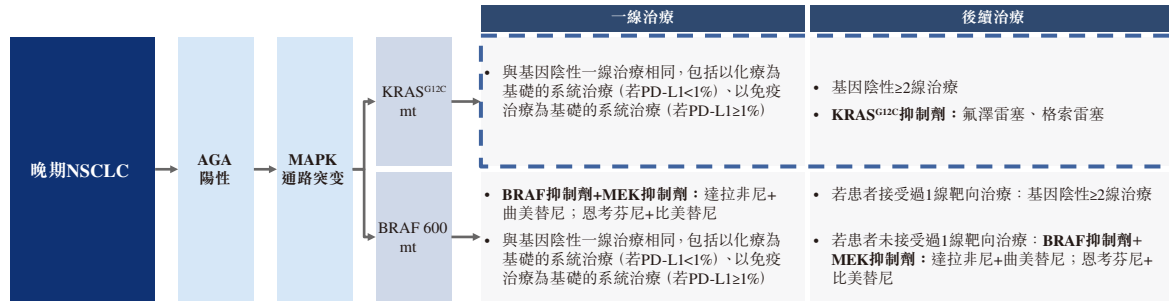 一線治療
後續治療
晚期NSCLC
AGA
陽性
MAPK
通路突变
KRASG12C
mt
• 與基因陰性一線治療相同，包括以化療為
基礎的系統治療（若PD-L1<1%）、以免疫
治療為基礎的系統治療（若PD-L1≥1%）
• 基因陰性≥2線治療
• KRASG12C抑制劑：氟澤雷塞、格索雷塞
BRAF 600
mt
• BRAF抑制劑+MEK抑制劑：達拉非尼+
曲美替尼；恩考芬尼+比美替尼
• 與基因陰性一線治療相同，包括以化療為
基礎的系統治療（若PD-L1<1%）、以免疫
治療為基礎的系統治療（若PD-L1≥1%）
• 若患者接受過1線靶向治療：基因陰性≥2線治療
• 若患者未接受過1線靶向治療：BRAF抑制劑+
MEK抑制劑：達拉非尼+曲美替尼；恩考芬尼+
比美替尼